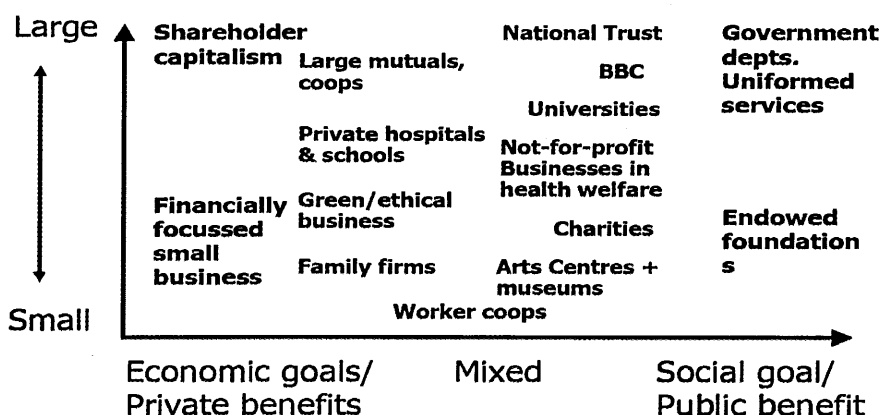 Large
Small
Shareholder
capitalism
Financially
focussed
small
business
Large mutuals,
coops
Private hospitals
& schools
Green/ethical
business
Family firms
Worker coops
National Trust
BBC
Universities
Not-for-profit
Businesses in
health welfare
Charities
Arts Centres +
museums
Government
depts.
Uniformed
services
Endowed
foundation
s
Economic goals/
Private benefits
Mixed
Social goal/
Public benefit